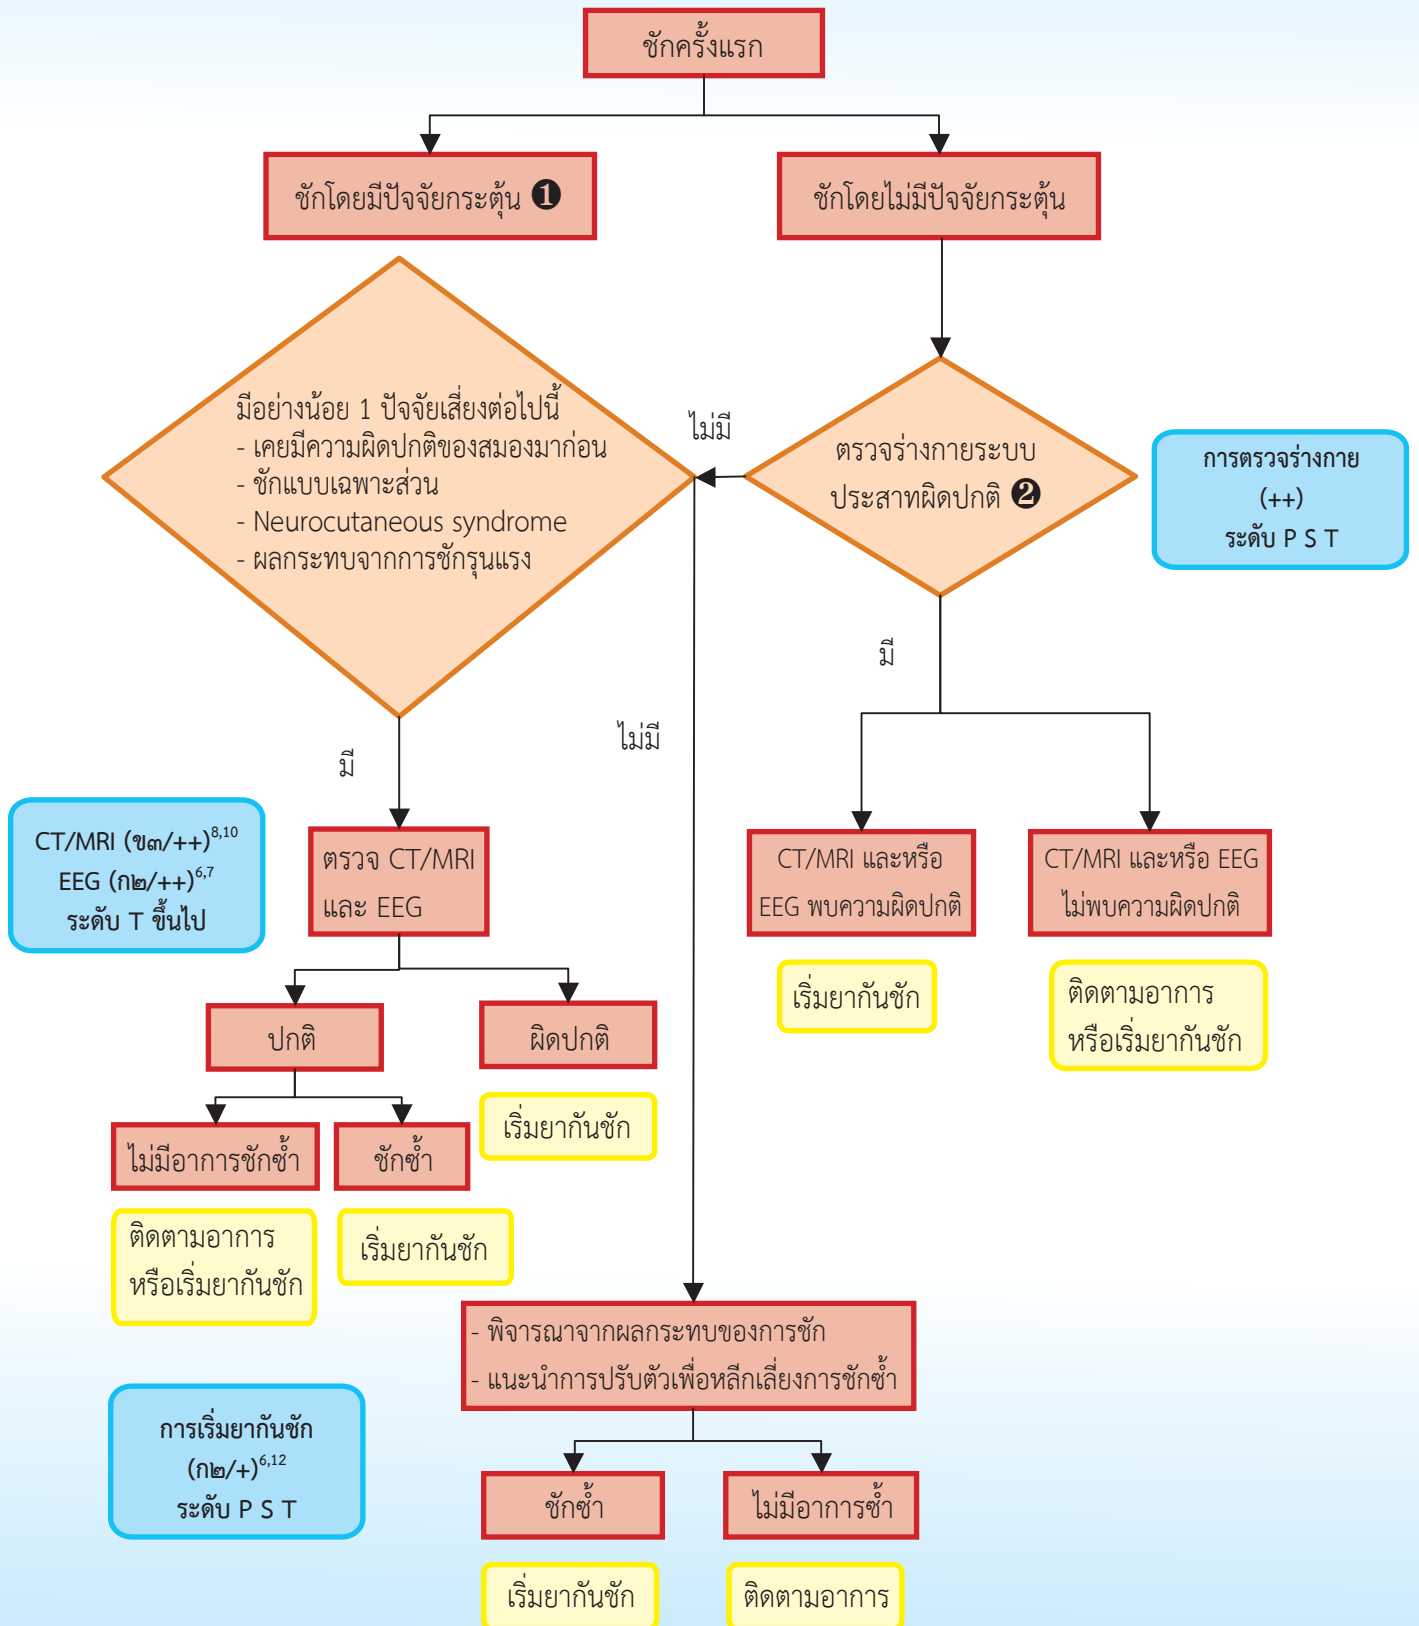 ชักครั้งแรก
ชักโดยมีปัจจัยกระตุ้น ❶
ชักโดยไม่มีปัจจัยกระตุ้น
มีอย่างน้อย 1 ปัจจัยเสี่ยงต่อไปนี้
- เคยมีความผิดปกติของสมองมาก่อน
- ชักแบบเฉพาะส่วน
- Neurocutaneous syndrome
- ผลกระทบจากการชักรุนแรง
ไม่มี
ตรวจร่างกายระบบ
ประสาทผิดปกติ ❷
การตรวจร่างกาย
(++)
ระดับ P S T
มี
ไม่มี
มี
CT/MRI (ข๓/++)8,10
EEG (ก๒/++)6,7
ระดับ T ขึ้นไป
ตรวจ CT/MRI
และ EEG
CT/MRI และหรือ
EEG พบความผิดปกติ
CT/MRI และหรือ EEG
ไม่พบความผิดปกติ
เริ่มยากันชัก
ติดตามอาการ
หรือเริ่มยากันชัก
ปกติ
ผิดปกติ
เริ่มยากันชัก
ไม่มีอาการชักซ้ำ
ชักซ้ำ
ติดตามอาการ
หรือเริ่มยากันชัก
เริ่มยากันชัก
- พิจารณาจากผลกระทบของการชัก
- แนะนำการปรับตัวเพื่อหลีกเลี่ยงการชักซ้ำ
การเริ่มยากันชัก
(ก๒/+)6,12
ระดับ P S T
ชักซ้ำ
ไม่มีอาการซ้ำ
เริ่มยากันชัก
ติดตามอาการ